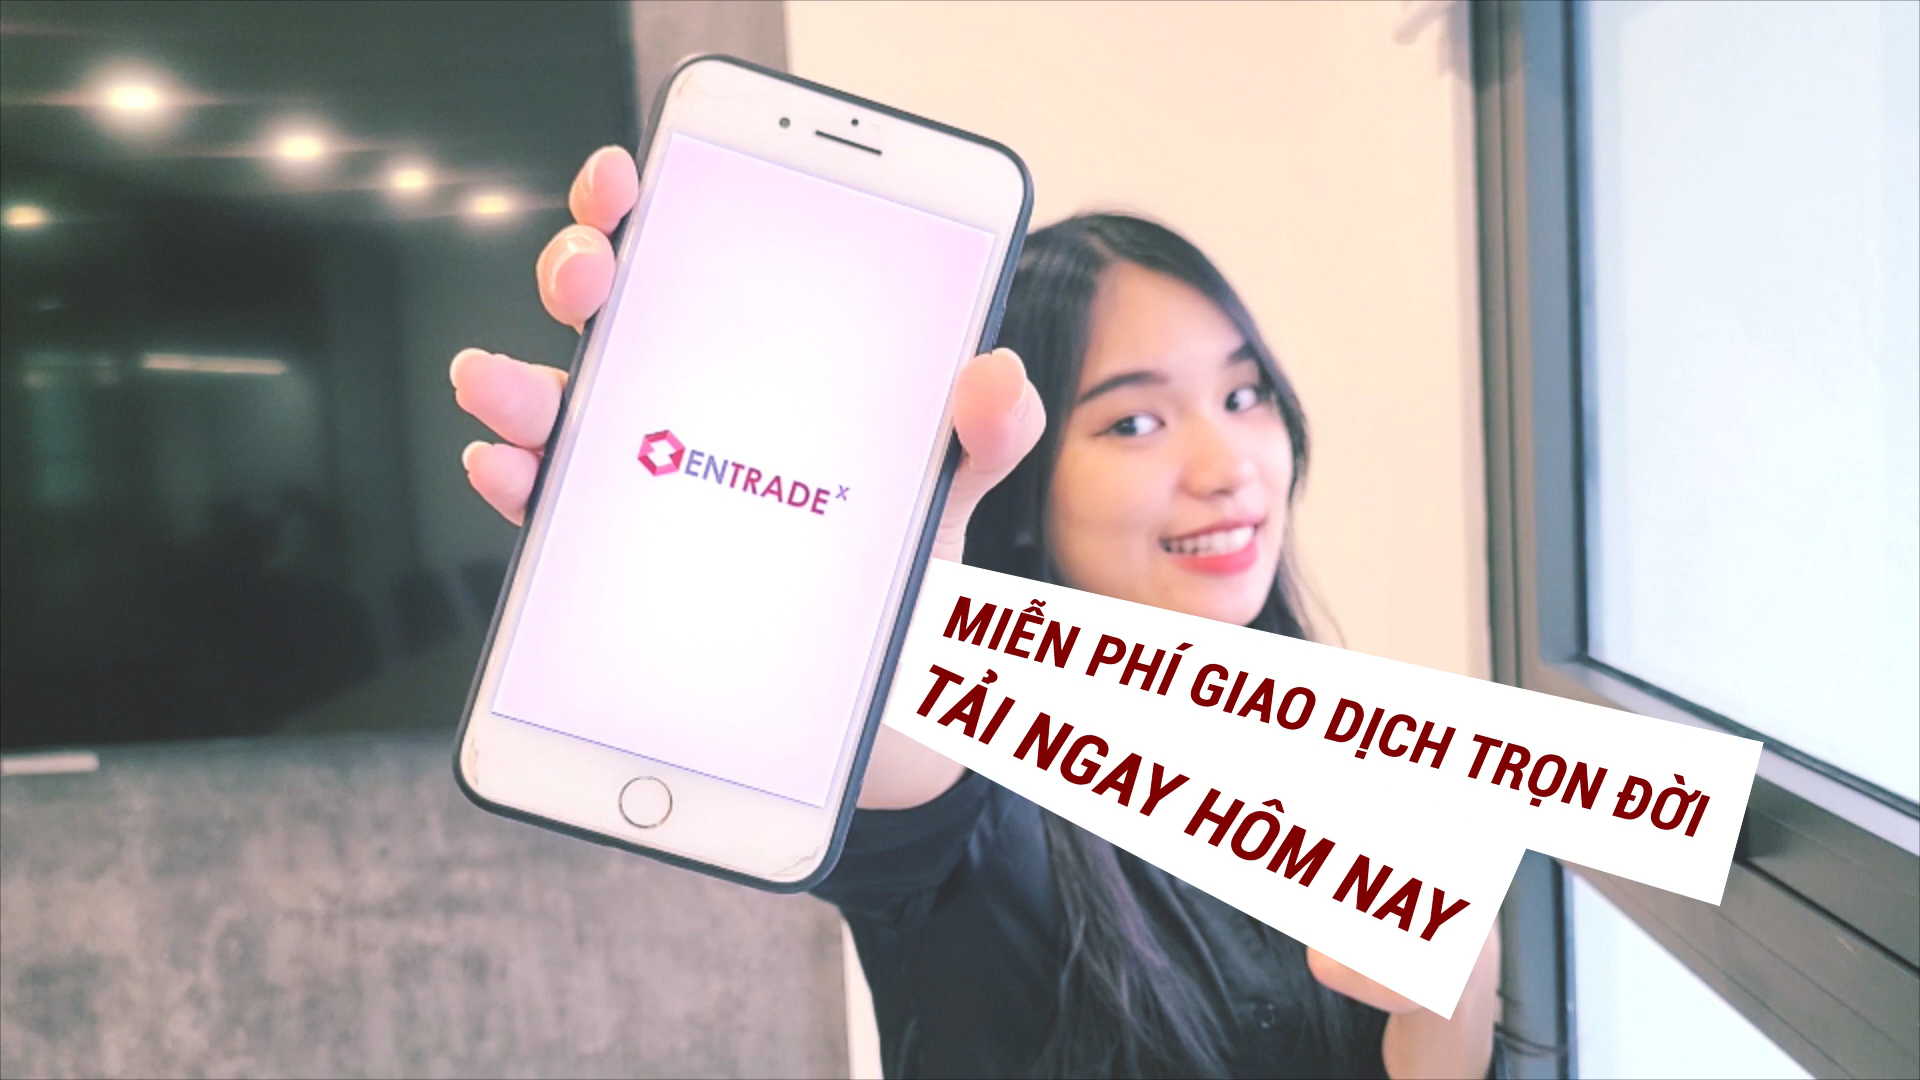 ENTRADE X
MIỄN PHÍ GIAO DỊCH TRỌN ĐỜI
TẢI NGAY HÔM NAY